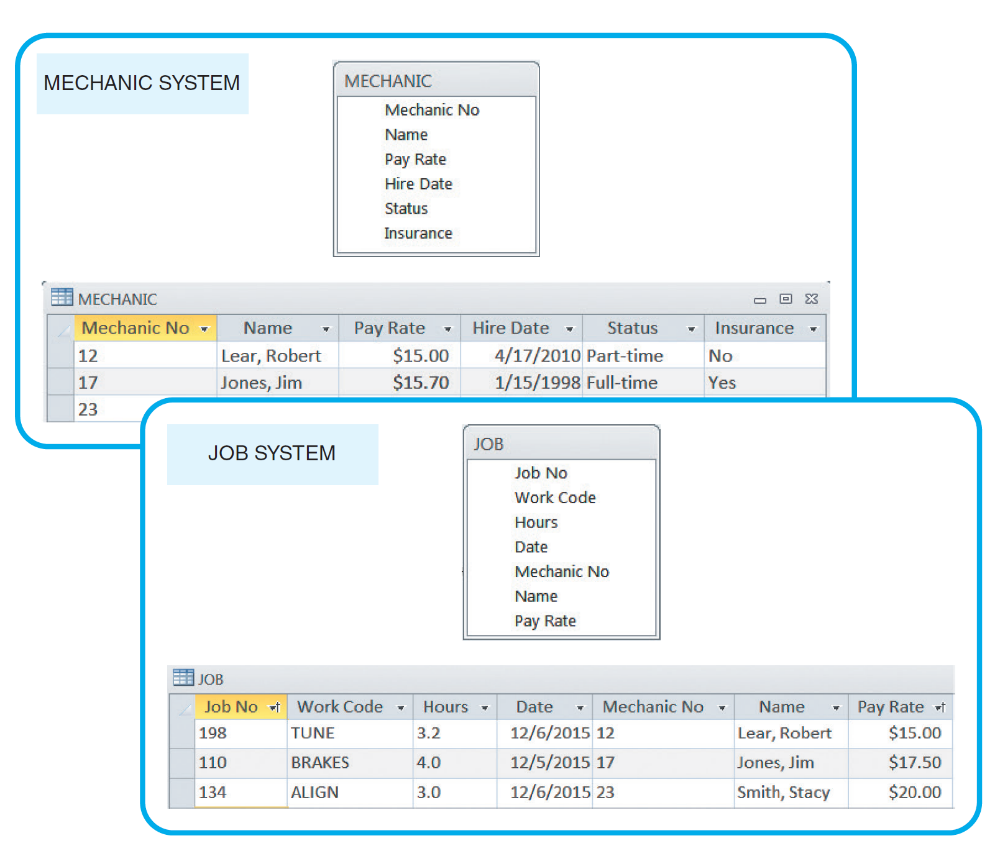 MECHANIC SYSTEM
MECHANIC
Mechanic No
Name
Pay Rate
Hire Date
Status
Insurance
MECHANIC
Mechanic No Name Pay Rate Hire Date Status Insurance
12 Lear, Robert $15.00 4/17/2010 Part-time No
17 Jones, Jim $15.70 1/15/1998 Full-time Yes
23
JOB SYSTEM
JOB
Job No
Work Code
Hours
Date
Mechanic No
Name
Pay Rate
JOB
Job No Work Code Hours Date Mechanic No Name Pay Rate
198 TUNE 3.2 12/6/2015 12 Lear, Robert $15.00
110 BRAKES 4.0 12/5/2015 17 Jones, Jim $17.50
134 ALIGN 3.0 12/6/2015 23 Smith, Stacy $20.00